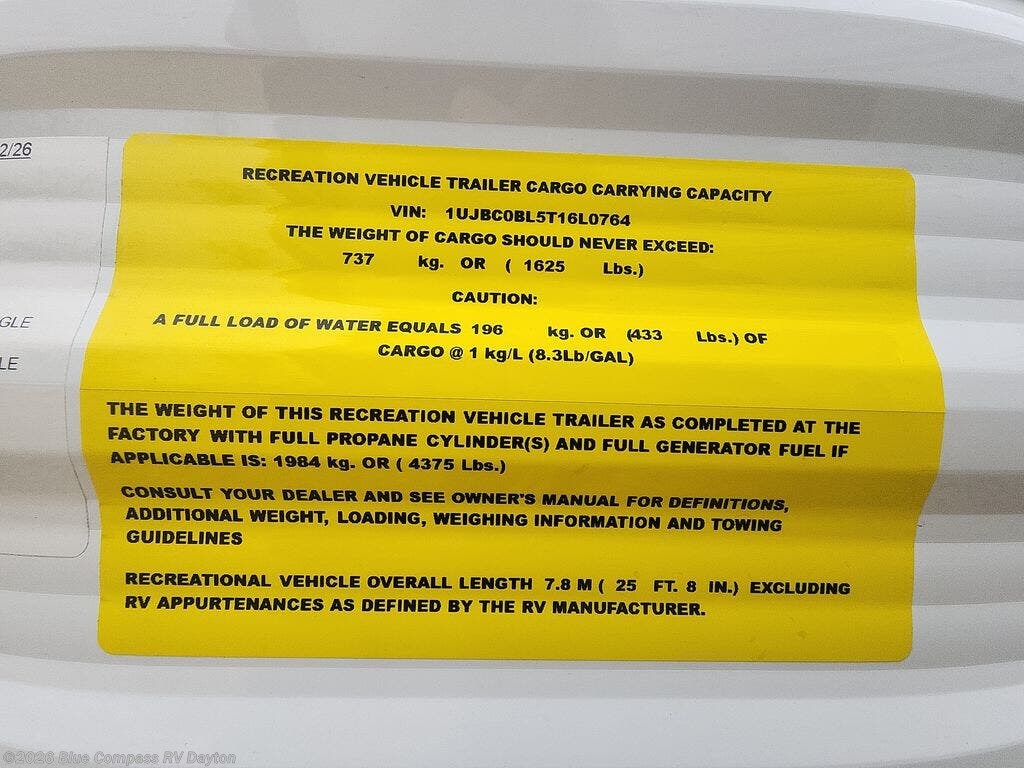 2/26
GLE
LE
RECREATION VEHICLE TRAILER CARGO CARRYING CAPACITY
VIN: 1UJBC0BL5T16L0764
THE WEIGHT OF CARGO SHOULD NEVER EXCEED:
737 kg. OR ( 1625 Lbs.)
CAUTION:
A FULL LOAD OF WATER EQUALS 196 kg. OR (433 Lbs.) OF
CARGO @ 1 kg/L (8.3Lb/GAL)
THE WEIGHT OF THIS RECREATION VEHICLE TRAILER AS COMPLETED AT THE
FACTORY WITH FULL PROPANE CYLINDER(S) AND FULL GENERATOR FUEL IF
APPLICABLE IS: 1984 kg. OR ( 4375 Lbs.)
CONSULT YOUR DEALER AND SEE OWNER'S MANUAL FOR DEFINITIONS,
ADDITIONAL WEIGHT, LOADING, WEIGHING INFORMATION AND TOWING
GUIDELINES
RECREATIONAL VEHICLE OVERALL LENGTH 7.8 M ( 25 FT. 8 IN.) EXCLUDING
RV APPURTENANCES AS DEFINED BY THE RV MANUFACTURER.
©2026 Blue Compass RV Dayton